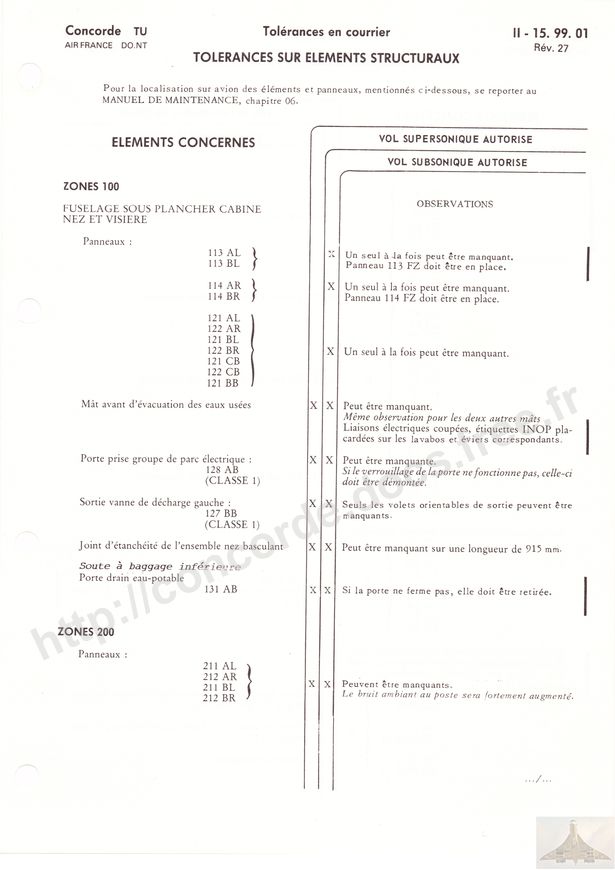 Concorde TU
AIR FRANCE DO.NT
Tolérances en courrier
II - 15. 99. 01
Rév. 27
TOLERANCES SUR ELEMENTS STRUCTURAUX
Pour la localisation sur avion des éléments et panneaux, mentionnés ci-dessous, se reporter au
MANUEL DE MAINTENANCE, chapitre 06.
ELEMENTS CONCERNES
VOL SUPERSONIQUE AUTORISE
VOL SUBSONIQUE AUTORISE
OBSERVATIONS
ZONES 100
FUSELAGE SOUS PLANCHER CABINE
NEZ ET VISIERE
Panneaux :
113 AL X Un seul à la fois peut être manquant.
113 BL Panneau 113 FZ doit être en place.
114 AR X Un seul à la fois peut être manquant.
114 BR Panneau 114 FZ doit être en place.
121 AL
122 AR
121 BL
122 BR X Un seul à la fois peut être manquant.
121 CB
122 CB
121 BB
Mât avant d'évacuation des eaux usées X X Peut être manquant.
Même observation pour les deux autres mâts
Liaisons électriques coupées, étiquettes INOP pla-
cardées sur les lavabos et éviers correspondants.
Porte prise groupe de parc électrique : X X Peut être manquante.
128 AB Si le verrouillage de la porte ne fonctionne pas, celle-ci
(CLASSE 1) doit être démontée.
Sortie vanne de décharge gauche : X X Seuls les volets orientables de sortie peuvent être
127 BB manquants.
(CLASSE 1)
Joint d'étanchéité de l'ensemble nez basculant X X Peut être manquant sur une longueur de 915 mm.
Soute à baggage inférieure
Porte drain eau-potable
131 AB X X Si la porte ne ferme pas, elle doit être retirée.
ZONES 200
Panneaux :
211 AL
212 AR X X Peuvent être manquants.
211 BL Le bruit ambiant au poste sera fortement augmenté.
212 BR
.../...
http://concorde.docs.free.fr